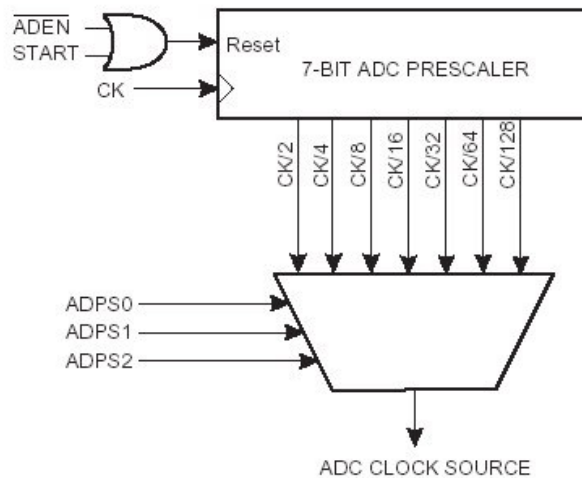 ADEN
START
CK
Reset
7-BIT ADC PRESCALER
CK/2
CK/4
CK/8
CK/16
CK/32
CK/64
CK/128
ADPS0
ADPS1
ADPS2
ADC CLOCK SOURCE